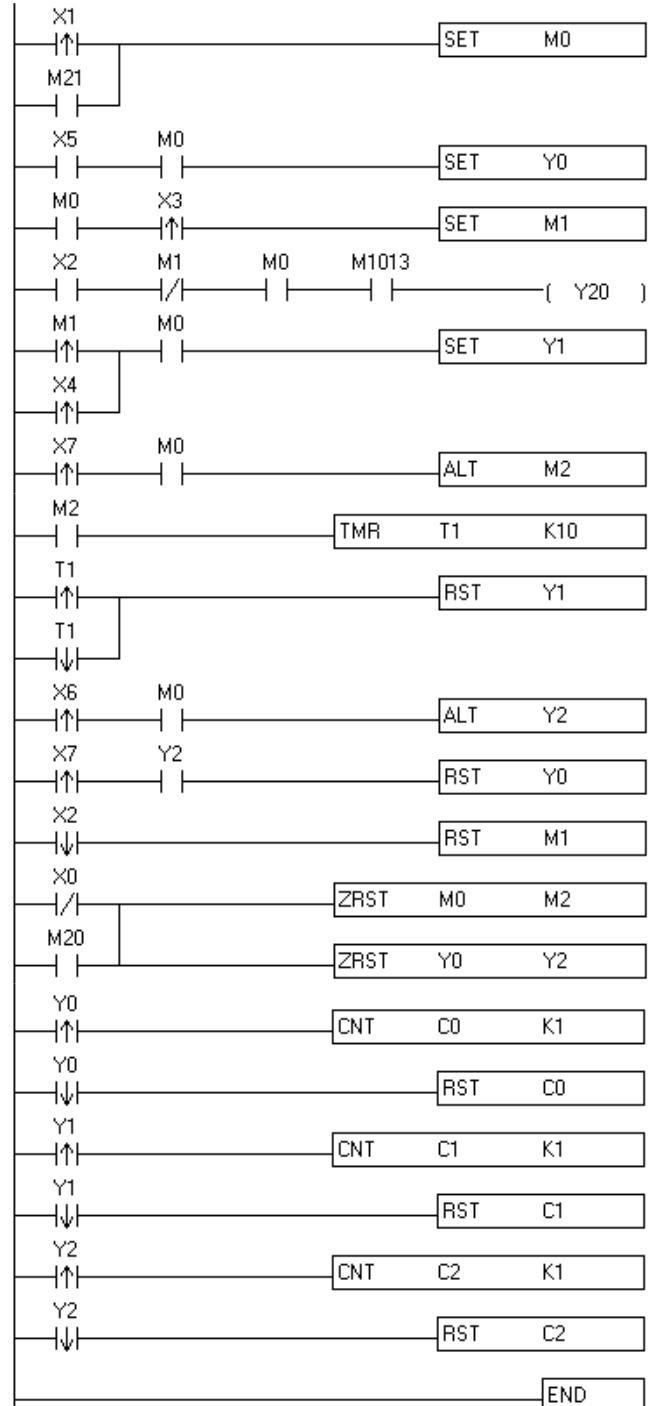 X1
SET M0
M21
X5 M0
SET Y0
M0 X3
SET M1
X2 M1 M0 M1013
( Y20 )
M1 M0
SET Y1
X4
X7 M0
ALT M2
M2
TMR T1 K10
T1
RST Y1
T1
X6 M0
ALT Y2
X7 Y2
RST Y0
X2
RST M1
X0
ZRST M0 M2
M20
ZRST Y0 Y2
Y0
CNT C0 K1
Y0
RST C0
Y1
CNT C1 K1
Y1
RST C1
Y2
CNT C2 K1
Y2
RST C2
END